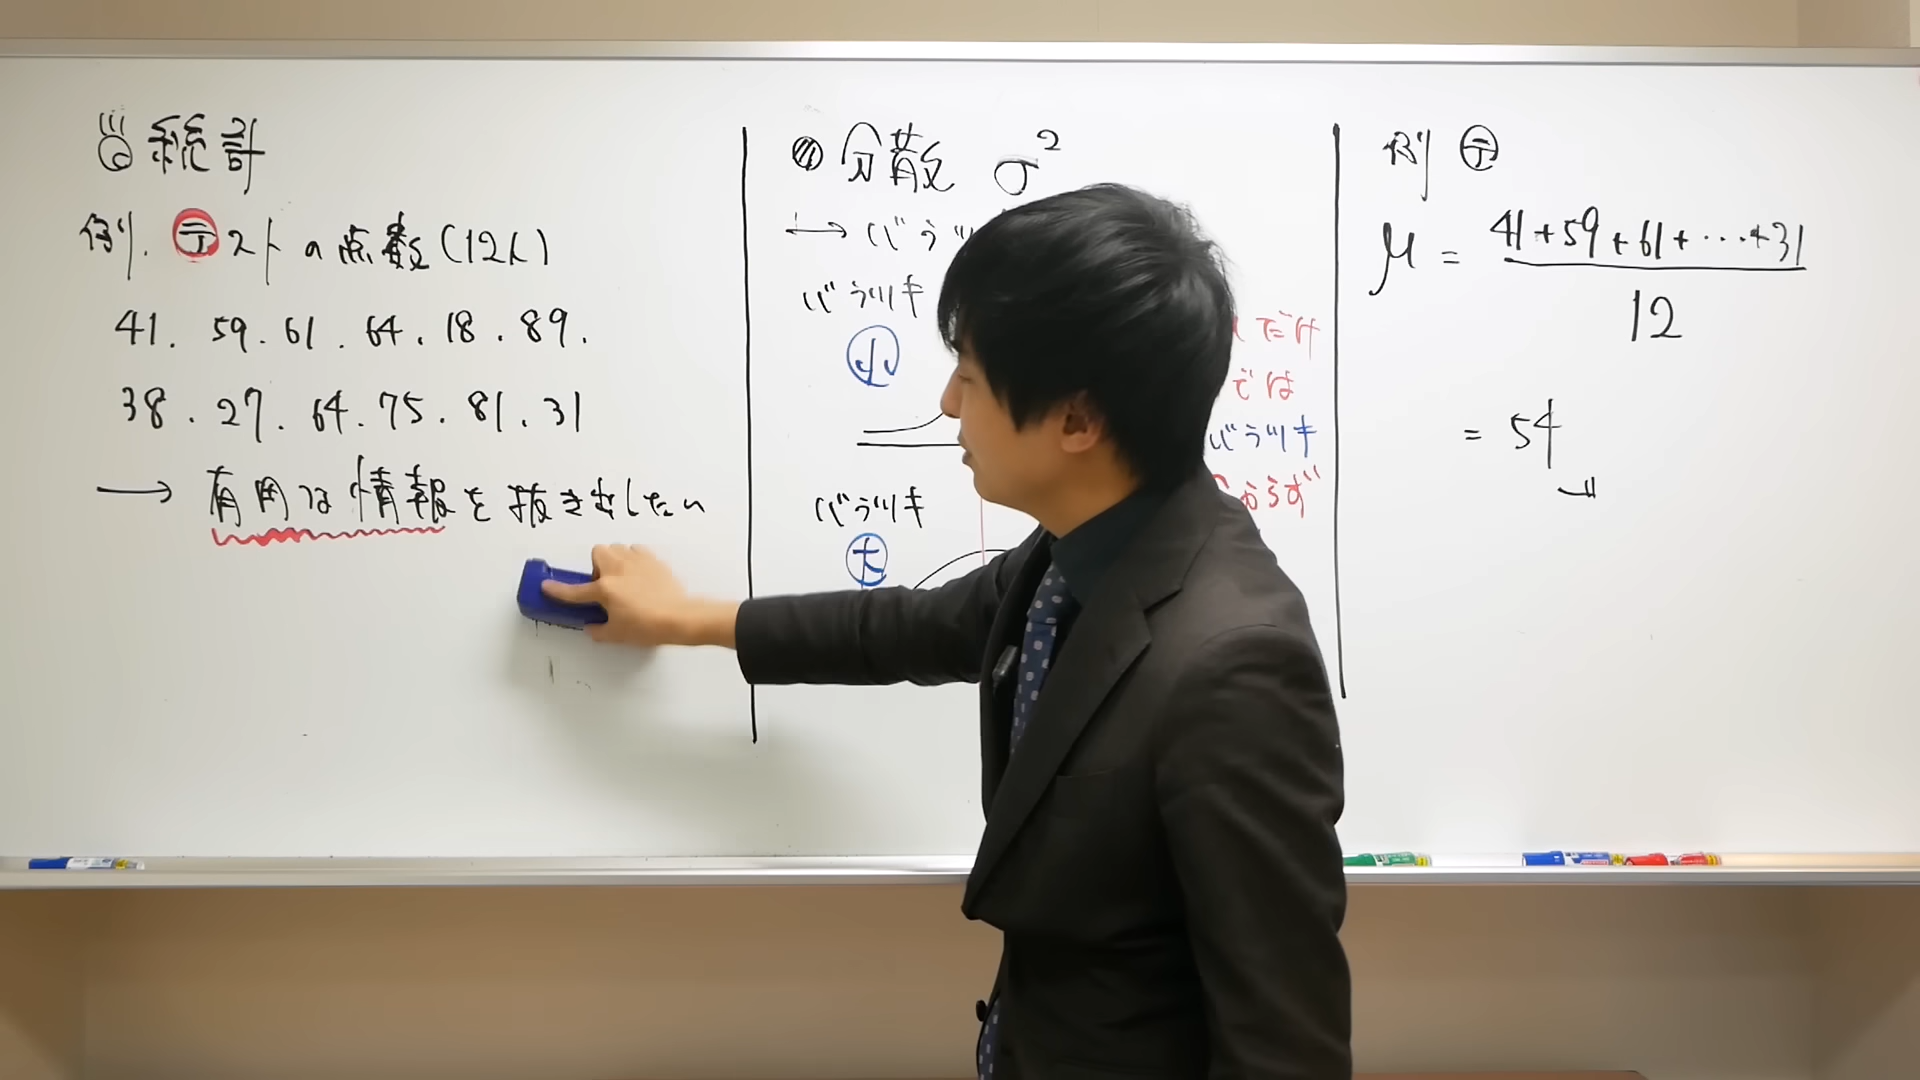 統計
例. テストの点数(12人)
41. 59. 61. 64. 18. 89.
38. 27. 64. 75. 81. 31
→ 有用な情報を抜き出したい
分散 σ²
→ バラツ
バラツキ
小
バラツキ
大
だけ
では
バラツキ
わからず
例 テ
μ = 41+59+61+…+31
12
= 54